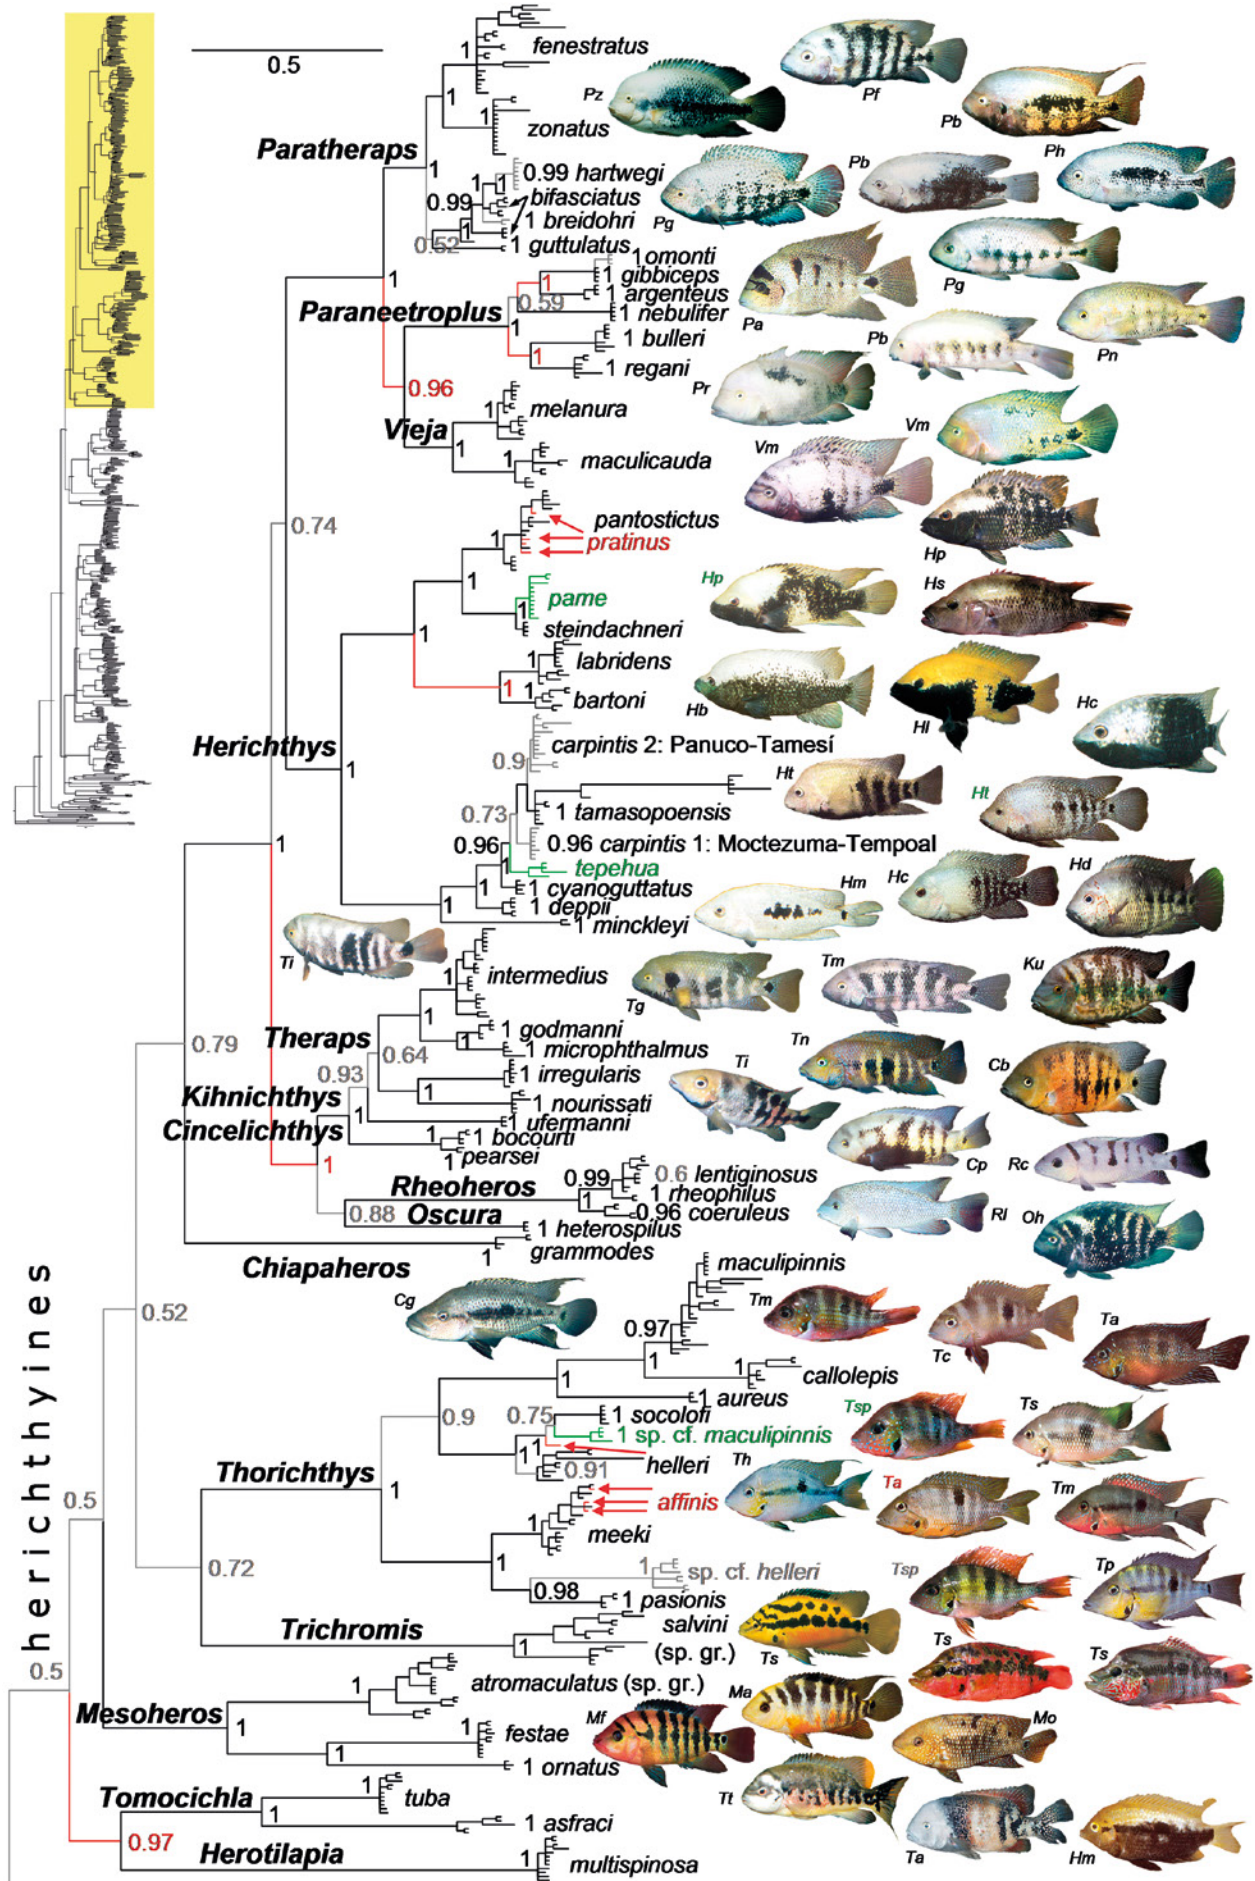 fenestratus
1
0.5
Pz
Pf
Pb
1
1
zonatus
Paratheraps
1
Pb
Ph
0.99 hartwegi
1
bifasciatus
0.99
1 breidohri
1
Pg
0.52
1 guttulatus
1 omonti
1
gibbiceps
1
1
argenteus
Paraneetroplus
0.59
1 nebulifer
Pg
Pa
1
1 bulleri
Pb
Pn
1
1 regani
0.96
Pr
1
melanura
Vieja
Vm
Vm
1
1
maculicauda
0.74
pantostictus
1
pratinus
Hp
1
pame
Hp
Hs
1
1
steindachneri
1
labridens
1
1
bartoni
Hb
Hl
Hc
Herichthys
1
carpintis 2: Panuco-Tamesí
0.9
Ht
0.73
1 tamasopoensis
Ht
0.96
0.96 carpintis 1: Moctezuma-Tempoal
1
1
tepehua
1
1 cyanoguttatus
Hm
Hc
Hd
1 deppii
1
1 minckleyi
Ti
1
intermedius
Tg
Tm
Ku
1
1 godmanni
Theraps
0.64
1
1 microphthalmus
0.79
0.93
1 irregularis
Tn
Ti
Cb
Kihnichthys
1
1 nourissati
1 ufermanni
Cincelichthys
1
1 bocourti
1
1
pearsei
Cp
Rc
0.99
0.6 lentiginosus
Rheoheros
1
1 rheophilus
0.88
0.96 coeruleus
Oscura
Rl
Oh
1 heterospilus
1
grammodes
Chiapaheros
maculipinnis
Cg
Tm
Tc
Ta
0.52
0.97
1
1
callolepis
1
1 aureus
0.9
0.75
1 socolofi
Tsp
Ts
1 sp. cf. maculipinnis
1
1
helleri
0.91
Th
Thorichthys
1
affinis
Ta
Tm
0.5
1
meeki
0.72
1
1
sp. cf. helleri
Tsp
Tp
0.98
1 pasionis
Trichromis
salvini
1
(sp. gr.)
Ts
Ts
Ts
herichthyines
0.5
atromaculatus (sp. gr.)
1
Mesoheros
Ma
Mf
Mo
1
1
festae
1
1 ornatus
Tomocichla
1
tuba
Tt
1
1 asfraci
0.97
Herotilapia
1
multispinosa
Ta
Hm